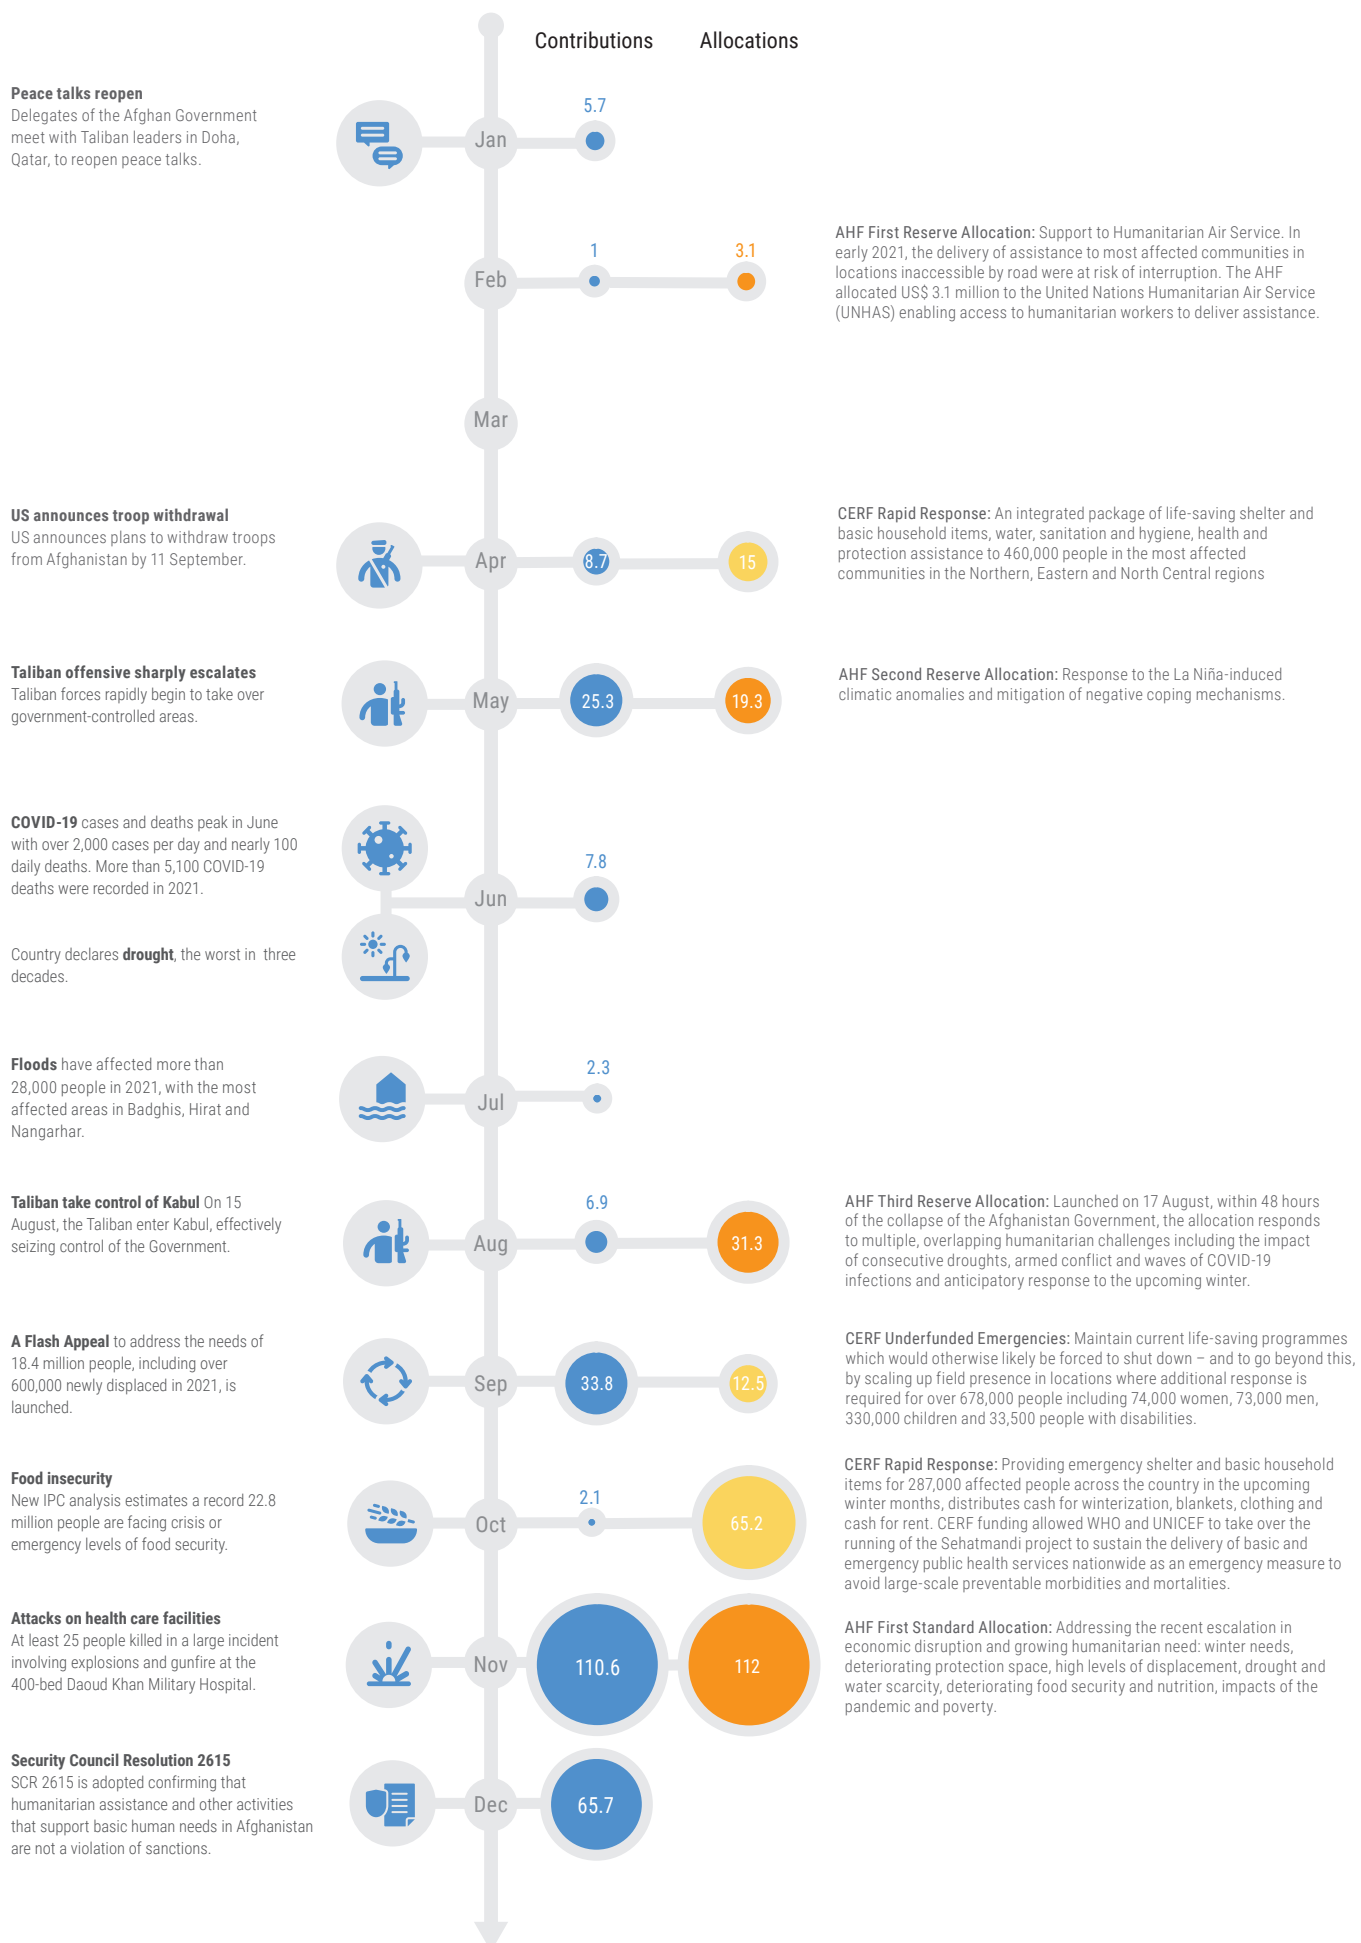 Contributions
Allocations
Peace talks reopen
Delegates of the Afghan Government
meet with Taliban leaders in Doha,
Qatar, to reopen peace talks.
Jan
5.7
Feb
1
3.1
AHF First Reserve Allocation: Support to Humanitarian Air Service. In
early 2021, the delivery of assistance to most affected communities in
locations inaccessible by road were at risk of interruption. The AHF
allocated US$ 3.1 million to the United Nations Humanitarian Air Service
(UNHAS) enabling access to humanitarian workers to deliver assistance.
Mar
US announces troop withdrawal
US announces plans to withdraw troops
from Afghanistan by 11 September.
Apr
8.7
15
CERF Rapid Response: An integrated package of life-saving shelter and
basic household items, water, sanitation and hygiene, health and
protection assistance to 460,000 people in the most affected
communities in the Northern, Eastern and North Central regions
Taliban offensive sharply escalates
Taliban forces rapidly begin to take over
government-controlled areas.
May
25.3
19.3
AHF Second Reserve Allocation: Response to the La Niña-induced
climatic anomalies and mitigation of negative coping mechanisms.
COVID-19 cases and deaths peak in June
with over 2,000 cases per day and nearly 100
daily deaths. More than 5,100 COVID-19
deaths were recorded in 2021.
Country declares drought, the worst in three
decades.
Jun
7.8
Floods have affected more than
28,000 people in 2021, with the most
affected areas in Badghis, Hirat and
Nangarhar.
Jul
2.3
Taliban take control of Kabul On 15
August, the Taliban enter Kabul, effectively
seizing control of the Government.
Aug
6.9
31.3
AHF Third Reserve Allocation: Launched on 17 August, within 48 hours
of the collapse of the Afghanistan Government, the allocation responds
to multiple, overlapping humanitarian challenges including the impact
of consecutive droughts, armed conflict and waves of COVID-19
infections and anticipatory response to the upcoming winter.
A Flash Appeal to address the needs of
18.4 million people, including over
600,000 newly displaced in 2021, is
launched.
Sep
33.8
12.5
CERF Underfunded Emergencies: Maintain current life-saving programmes
which would otherwise likely be forced to shut down – and to go beyond this,
by scaling up field presence in locations where additional response is
required for over 678,000 people including 74,000 women, 73,000 men,
330,000 children and 33,500 people with disabilities.
Food insecurity
New IPC analysis estimates a record 22.8
million people are facing crisis or
emergency levels of food security.
Oct
2.1
65.2
CERF Rapid Response: Providing emergency shelter and basic household
items for 287,000 affected people across the country in the upcoming
winter months, distributes cash for winterization, blankets, clothing and
cash for rent. CERF funding allowed WHO and UNICEF to take over the
running of the Sehatmandi project to sustain the delivery of basic and
emergency public health services nationwide as an emergency measure to
avoid large-scale preventable morbidities and mortalities.
Attacks on health care facilities
At least 25 people killed in a large incident
involving explosions and gunfire at the
400-bed Daoud Khan Military Hospital.
Nov
110.6
112
AHF First Standard Allocation: Addressing the recent escalation in
economic disruption and growing humanitarian need: winter needs,
deteriorating protection space, high levels of displacement, drought and
water scarcity, deteriorating food security and nutrition, impacts of the
pandemic and poverty.
Security Council Resolution 2615
SCR 2615 is adopted confirming that
humanitarian assistance and other activities
that support basic human needs in Afghanistan
are not a violation of sanctions.
Dec
65.7